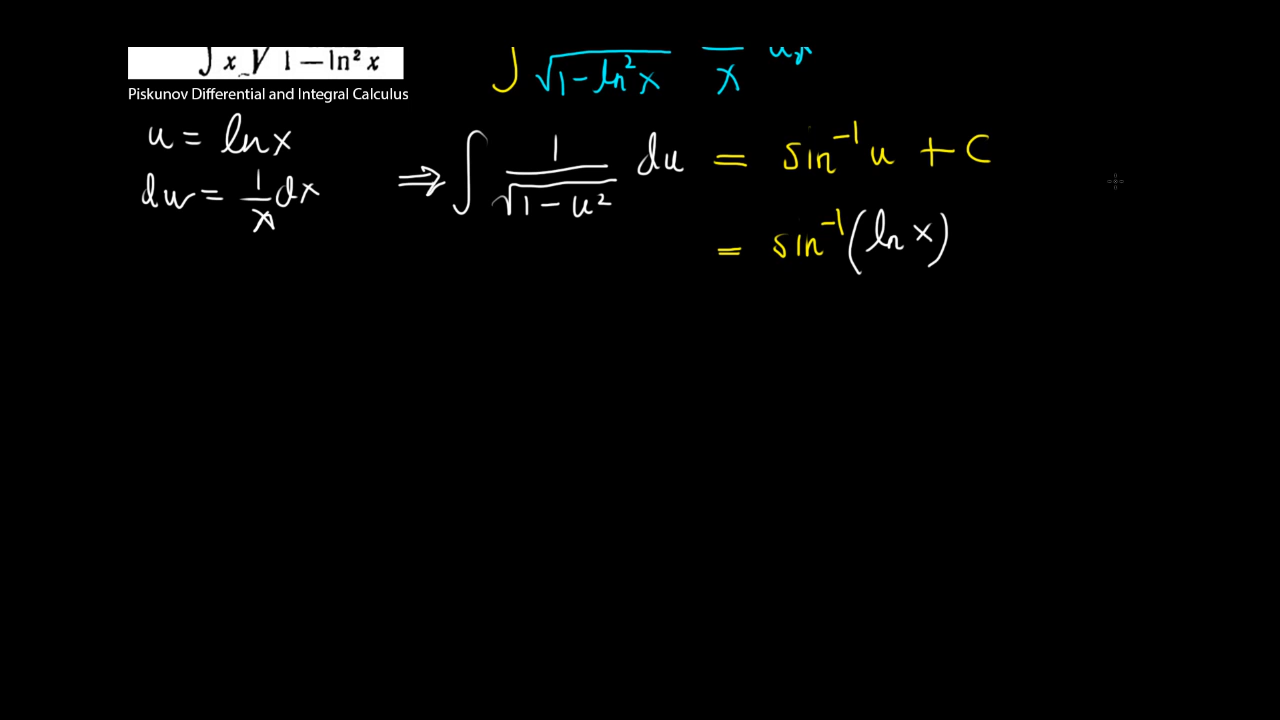 ∫ x √ 1 – ln² x
∫ √1 - ln²x x dx
Piskunov Differential and Integral Calculus
u = ln x
du = 1/x dx
⇒ ∫ 1/√(1 - u²) du = sin⁻¹ u + C
= sin⁻¹(ln x)